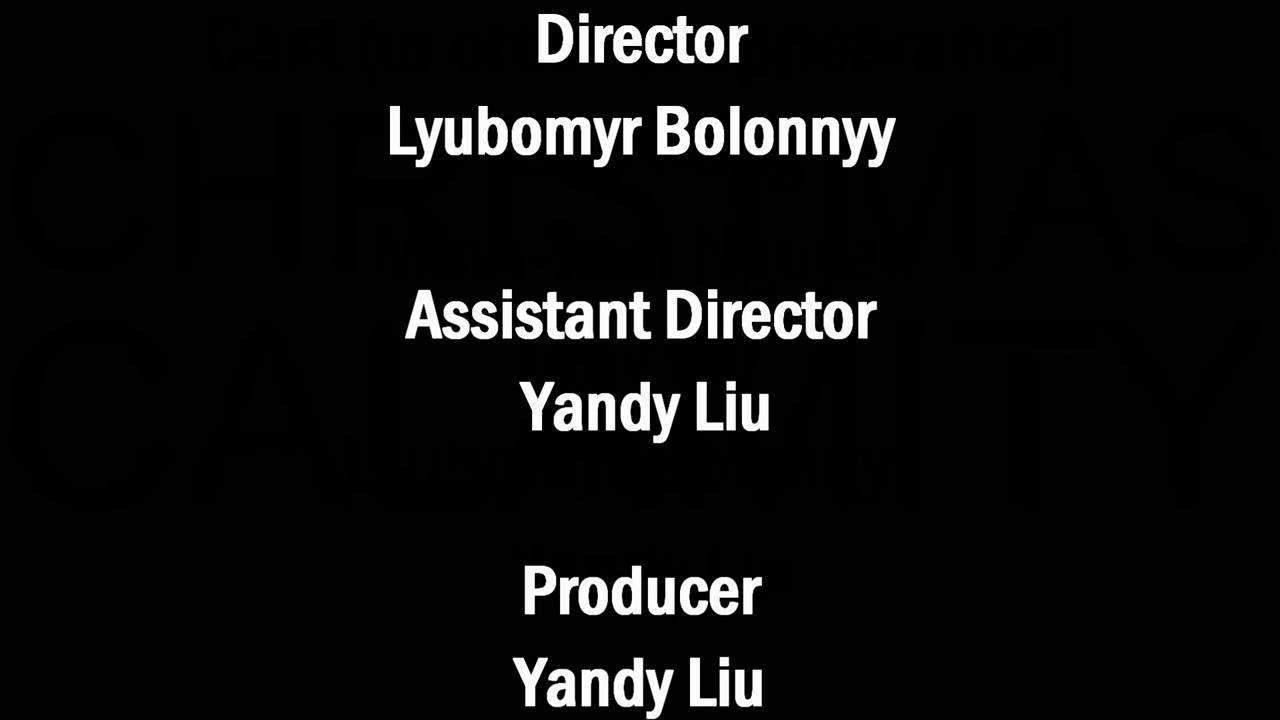 Director
Lyubomyr Bolonnyy
Assistant Director
Yandy Liu
Producer
Yandy Liu